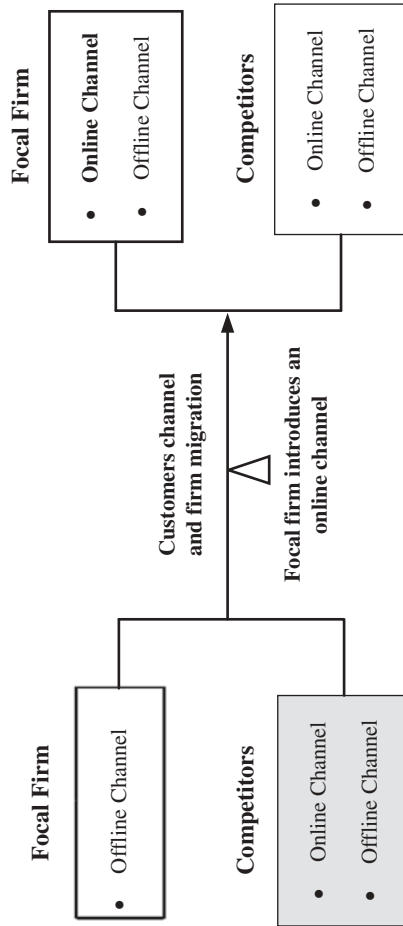 Focal Firm
• Offline Channel
Competitors
• Online Channel
• Offline Channel
Customers channel
and firm migration
Focal firm introduces an
online channel
Focal Firm
• Online Channel
• Offline Channel
Competitors
• Online Channel
• Offline Channel